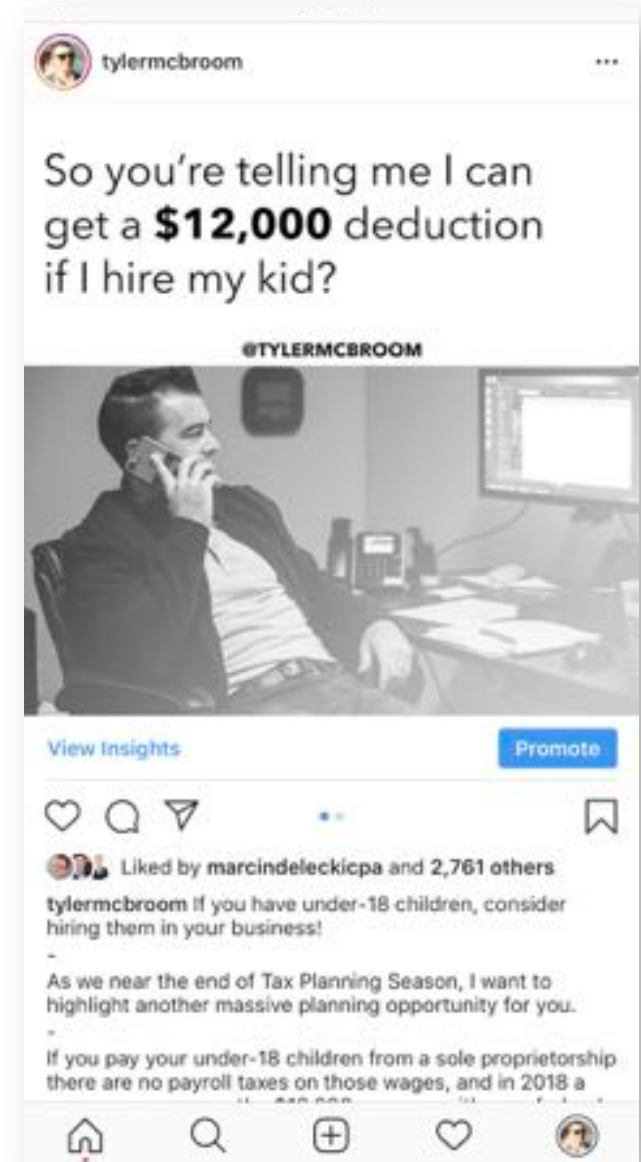 tylermcbroom
So you're telling me I can
get a $12,000 deduction
if I hire my kid?
@TYLERMCBROOM
View Insights
Promote
Liked by marcindeleckicpa and 2,761 others
tylermcbroom If you have under-18 children, consider
hiring them in your business!
-
As we near the end of Tax Planning Season, I want to
highlight another massive planning opportunity for you.
-
If you pay your under-18 children from a sole proprietorship
there are no payroll taxes on those wages, and in 2018 a